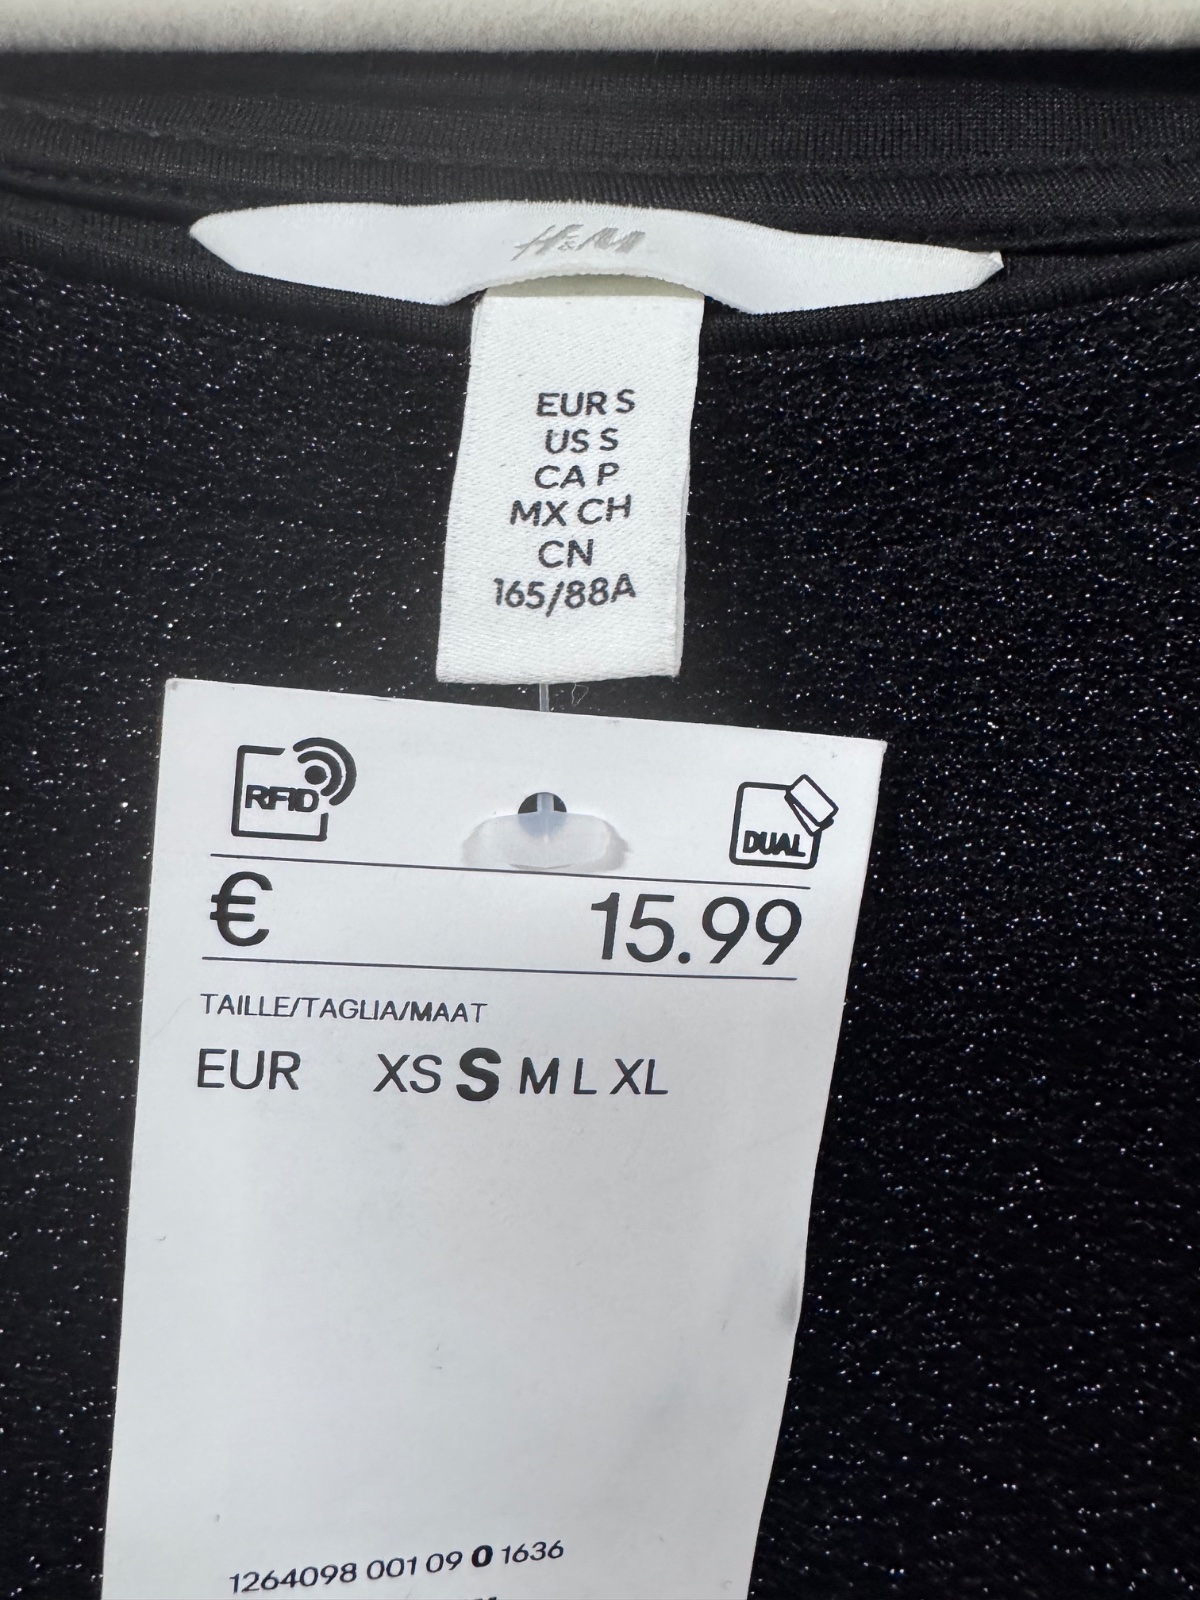 H&M
EUR S
US S
CA P
MX CH
CN
165/88A
RFID
DUAL
€ 15.99
TAILLE/TAGLIA/MAAT
EUR XS S M L XL
1264098 001 09 0 1636